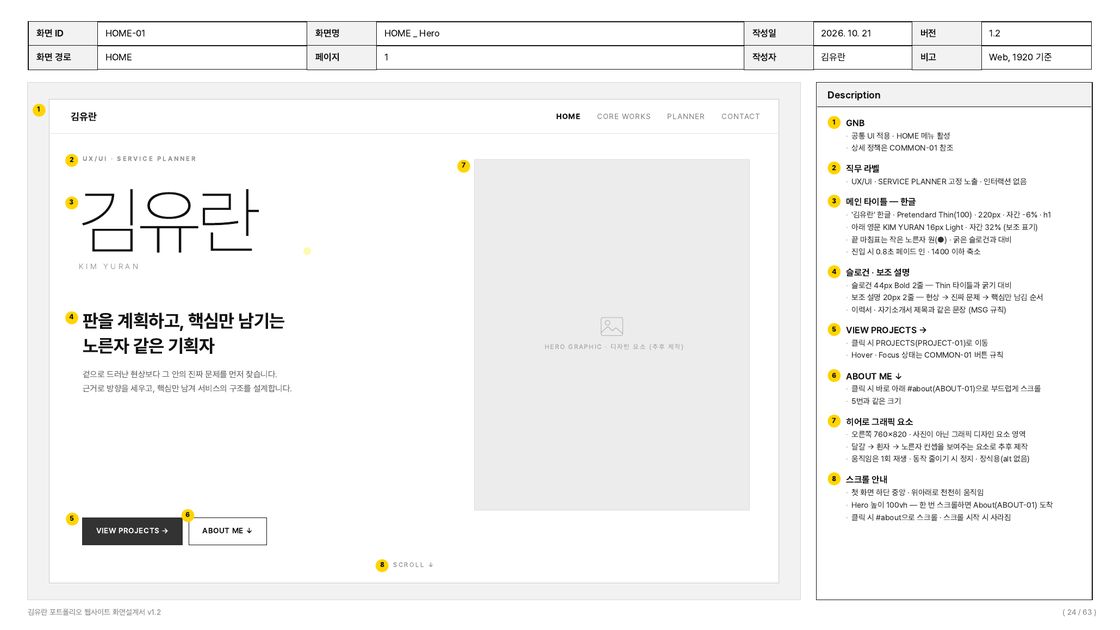 화면 ID
HOME-01
화면명
HOME _ Hero
작성일
2026. 10. 21
버전
1.2
화면 경로
HOME
페이지
1
작성자
김유란
비고
Web, 1920 기준
1
김유란
HOME
CORE WORKS
PLANNER
CONTACT
2
UX/UI · SERVICE PLANNER
3
김유란
KIM YURAN
4
판을 계획하고, 핵심만 남기는
노른자 같은 기획자
겉으로 드러난 현상보다 그 안의 진짜 문제를 먼저 찾습니다.
근거로 방향을 세우고, 핵심만 남겨 서비스의 구조를 설계합니다.
5
VIEW PROJECTS →
6
ABOUT ME ↓
7
HERO GRAPHIC · 디자인 요소 (추후 제작)
8
SCROLL ↓
Description
1 GNB
· 공통 UI 적용 · HOME 메뉴 활성
· 상세 정책은 COMMON-01 참조
2 직무 라벨
· UX/UI · SERVICE PLANNER 고정 노출 · 인터랙션 없음
3 메인 타이틀 — 한글
· '김유란' 한글 · Pretendard Thin(100) · 220px · 자간 -6% · h1
· 아래 영문 KIM YURAN 16px Light · 자간 32% (보조 표기)
· 끝 마침표는 작은 노른자 원(●) · 굵은 슬로건과 대비
· 진입 시 0.8초 페이드 인 · 1400 이하 축소
4 슬로건 · 보조 설명
· 슬로건 44px Bold 2줄 — Thin 타이틀과 굵기 대비
· 보조 설명 20px 2줄 — 현상 → 진짜 문제 → 핵심만 남김 순서
· 이력서 · 자기소개서 제목과 같은 문장 (MSG 규칙)
5 VIEW PROJECTS →
· 클릭 시 PROJECTS(PROJECT-01)로 이동
· Hover · Focus 상태는 COMMON-01 버튼 규칙
6 ABOUT ME ↓
· 클릭 시 바로 아래 #about(ABOUT-01)으로 부드럽게 스크롤
· 5번과 같은 크기
7 히어로 그래픽 요소
· 오른쪽 760×820 · 사진이 아닌 그래픽 디자인 요소 영역
· 달걀 → 흰자 → 노른자 컨셉을 보여주는 요소로 추후 제작
· 움직임은 1회 재생 · 동작 줄이기 시 정지 · 장식용(alt 없음)
8 스크롤 안내
· 첫 화면 하단 중앙 · 위아래로 천천히 움직임
· Hero 높이 100vh — 한 번 스크롤하면 About(ABOUT-01) 도착
· 클릭 시 #about으로 스크롤 · 스크롤 시작 시 사라짐
김유란 포트폴리오 웹사이트 화면설계서 v1.2
( 24 / 63 )